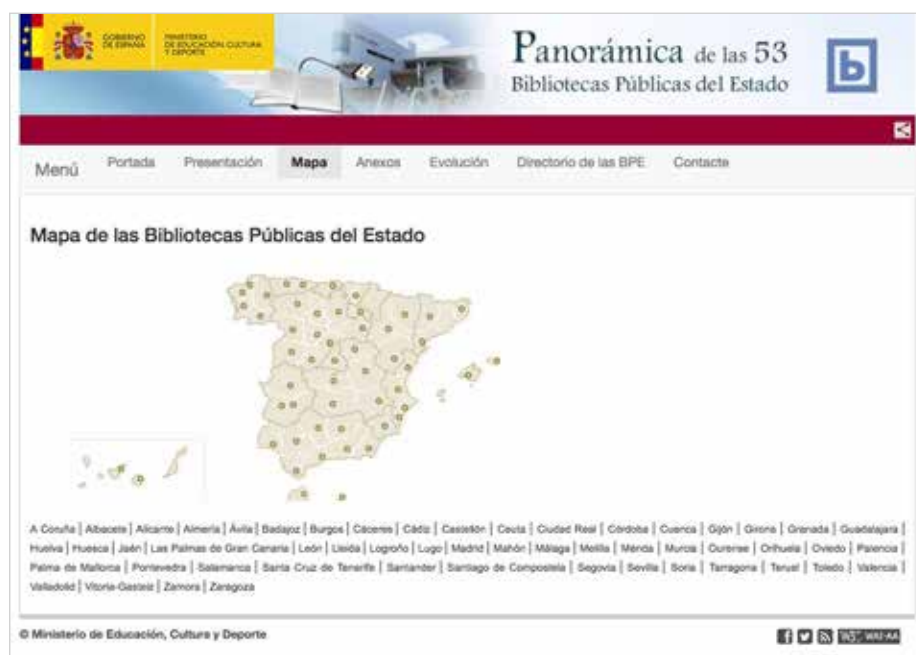 GOBIERNO
DE ESPAÑA
MINISTERIO
DE EDUCACIÓN, CULTURA
Y DEPORTE
Panorámica de las 53
Bibliotecas Públicas del Estado
b
Menú Portada Presentación Mapa Anexos Evolución Directorio de las BPE Contacte
Mapa de las Bibliotecas Públicas del Estado
A Coruña | Albacete | Alicante | Almería | Ávila | Badajoz | Burgos | Cáceres | Cádiz | Castellón | Ceuta | Ciudad Real | Córdoba | Cuenca | Gijón | Girona | Granada | Guadalajara |
Huelva | Huesca | Jaén | Las Palmas de Gran Canaria | León | Lleida | Logroño | Lugo | Madrid | Mahón | Málaga | Melilla | Mérida | Murcia | Ourense | Orihuela | Oviedo | Palencia |
Palma de Mallorca | Pontevedra | Salamanca | Santa Cruz de Tenerife | Santander | Santiago de Compostela | Segovia | Sevilla | Soria | Tarragona | Teruel | Toledo | Valencia |
Valladolid | Vitoria-Gasteiz | Zamora | Zaragoza
© Ministerio de Educación, Cultura y Deporte
W3C WAI-AA